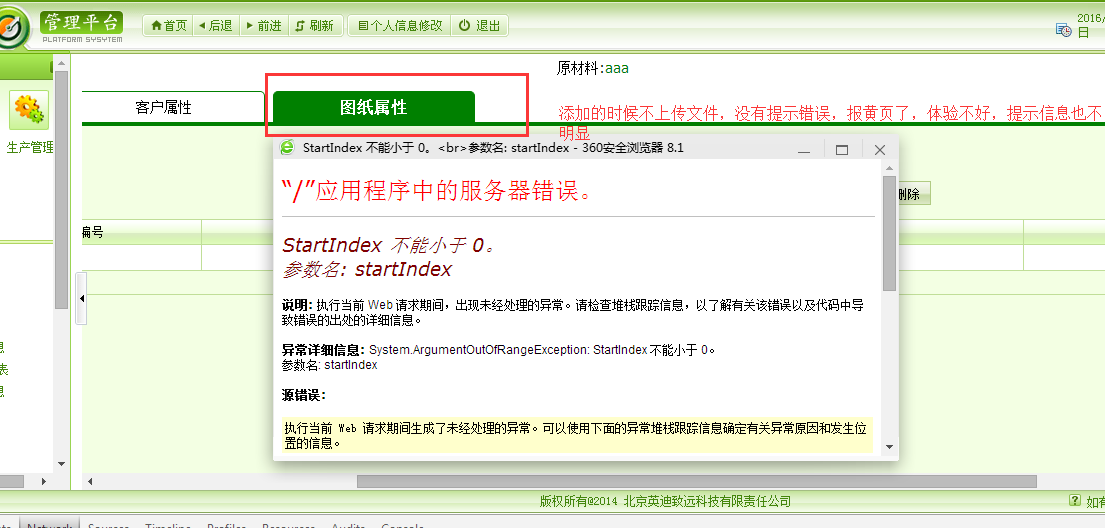 管理平台
PLATFORM SYSYTEM
首页 后退 前进 刷新 个人信息修改 退出
2016/
日
原材料:aaa
客户属性 图纸属性
添加的时候不上传文件，没有提示错误，报黄页了，体验不好，提示信息也不
明显
生产管理
StartIndex 不能小于 0。<br>参数名: startIndex - 360安全浏览器 8.1
“/”应用程序中的服务器错误。
删除
编号
StartIndex 不能小于 0。
参数名: startIndex
说明: 执行当前 Web 请求期间，出现未经处理的异常。请检查堆栈跟踪信息，以了解有关该错误以及代码中导
致错误的出处的详细信息。
异常详细信息: System.ArgumentOutOfRangeException: StartIndex 不能小于 0。
参数名: startIndex
息
表
息
源错误:
执行当前 Web 请求期间生成了未经处理的异常。可以使用下面的异常堆栈跟踪信息确定有关异常原因和发生位
置的信息。
版权所有@2014 北京英迪致远科技有限责任公司
如有
Network Sources Timeline Profiles Resources Audits Console